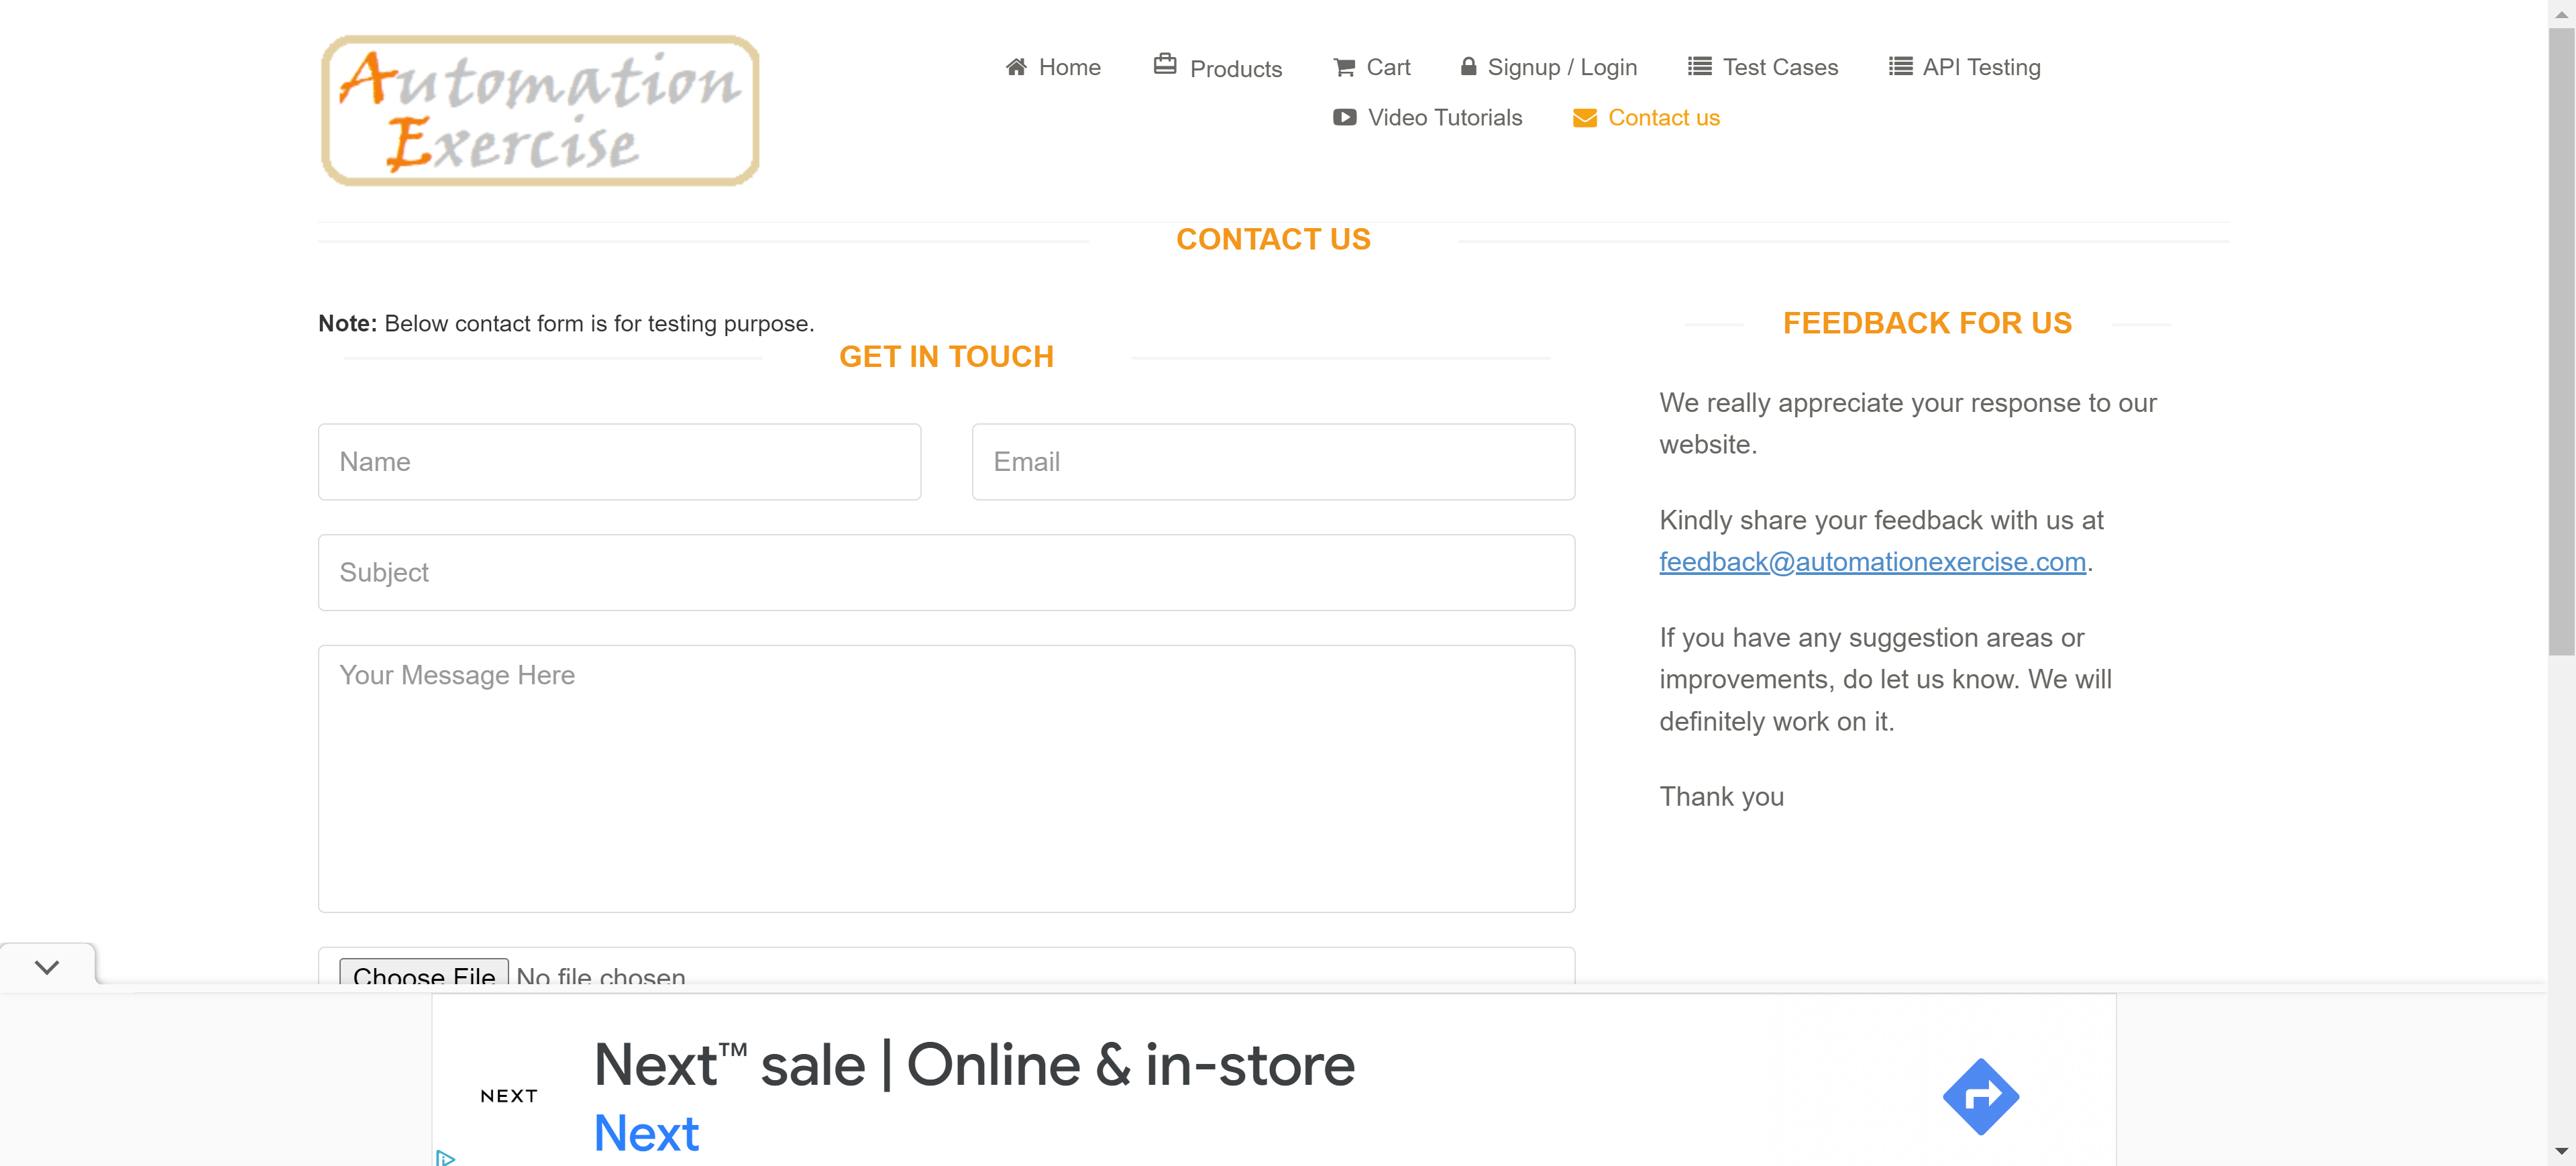 Automation
Exercise
Home
Products
Cart
Signup / Login
Test Cases
API Testing
Video Tutorials
Contact us
CONTACT US
Note: Below contact form is for testing purpose.
GET IN TOUCH
Name
Email
Subject
Your Message Here
Choose File No file chosen
FEEDBACK FOR US
We really appreciate your response to our
website.
Kindly share your feedback with us at
feedback@automationexercise.com.
If you have any suggestion areas or
improvements, do let us know. We will
definitely work on it.
Thank you
NEXT
Next™ sale | Online & in-store
Next